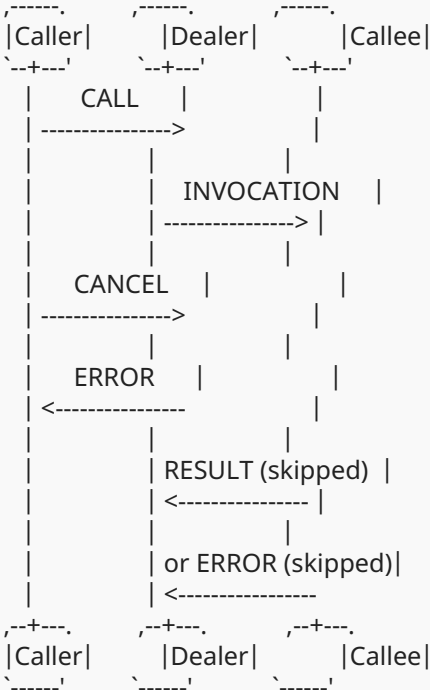 ,------.          ,------.          ,------.
|Caller|          |Dealer|          |Callee|
`--+---'          `--+---'          `--+---'
   |       CALL       |                  |
   | ---------------->                   |
   |                  |                  |
   |                  |    INVOCATION    |
   |                  | ----------------> |
   |                  |                  |
   |      CANCEL      |                  |
   | ---------------->                   |
   |                  |                  |
   |      ERROR       |                  |
   | <----------------                   |
   |                  |                  |
   |                  | RESULT (skipped) |
   |                  | <---------------- |
   |                  |                  |
   |                  | or ERROR (skipped)|
   |                  | <----------------
,--+---.          ,--+---.          ,--+---.
|Caller|          |Dealer|          |Callee|
`------'          `------'          `------'